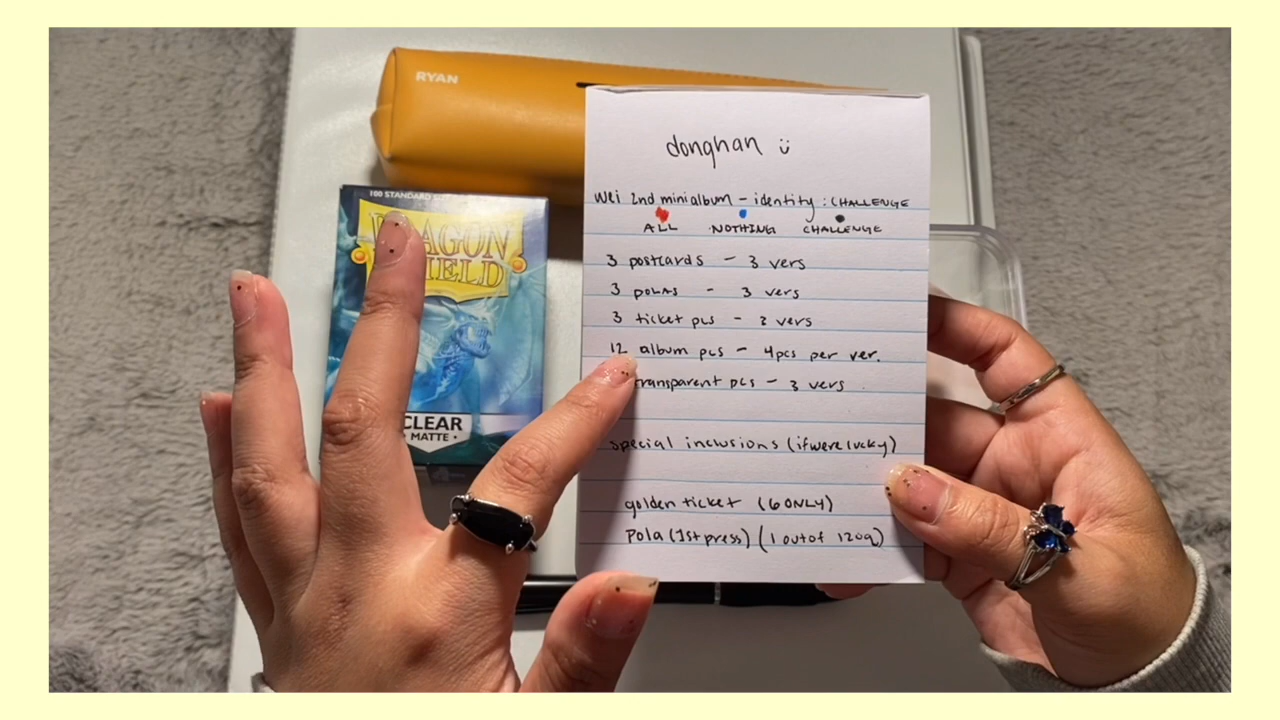 RYAN
donghan ü
wei 2nd mini album - identity : CHALLENGE
ALL NOTHING CHALLENGE
3 postcards - 3 vers
3 POLAS - 3 vers
3 ticket pcs - 3 vers
12 album pcs - 4pcs per ver.
transparent pcs - 3 vers
special inclusions (if were lucky)
golden ticket (6 ONLY)
Pola (1st press) (1 out of 1209)
100 STANDARD
DRAGON
SHIELD
CLEAR
• MATTE •